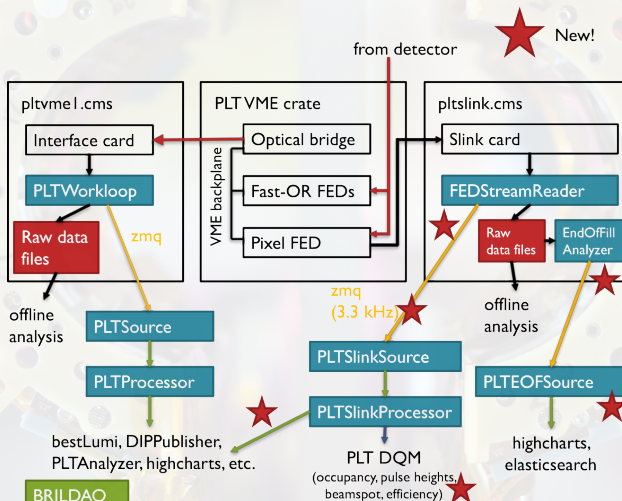 New!
from detector
pltvme1.cms
PLT VME crate
pltslink.cms
Interface card
Optical bridge
Slink card
VME backplane
PLTWorkloop
Fast-OR FEDs
FEDStreamReader
Raw data
files
zmq
Pixel FED
Raw
data files
EndOfFill
Analyzer
offline
analysis
zmq
(3.3 kHz)
offline
analysis
PLTSource
PLTSlinkSource
PLTProcessor
PLTEOFSource
PLTSlinkProcessor
bestLumi, DIPPublisher,
PLTAnalyzer, highcharts, etc.
PLT DQM
(occupancy, pulse heights,
beamspot, efficiency)
highcharts,
elasticsearch
BRILDAQ